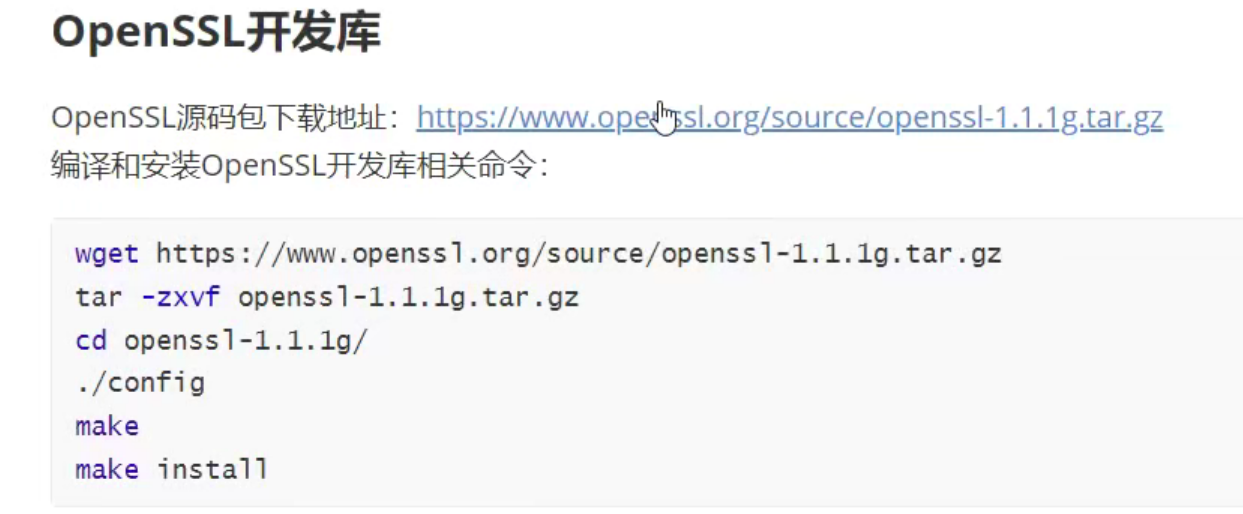 OpenSSL开发库
OpenSSL源码包下载地址：https://www.openssl.org/source/openssl-1.1.1g.tar.gz
编译和安装OpenSSL开发库相关命令：
wget https://www.openssl.org/source/openssl-1.1.1g.tar.gz
tar -zxvf openssl-1.1.1g.tar.gz
cd openssl-1.1.1g/
./config
make
make install